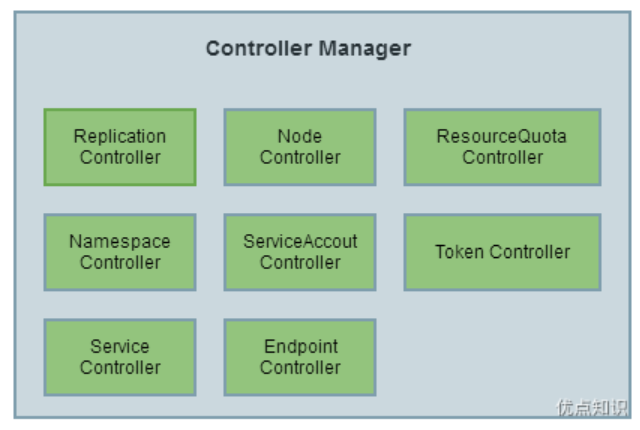 Controller Manager
Replication
Controller
Node
Controller
ResourceQuota
Controller
Namespace
Controller
ServiceAccout
Controller
Token Controller
Service
Controller
Endpoint
Controller
优点知识